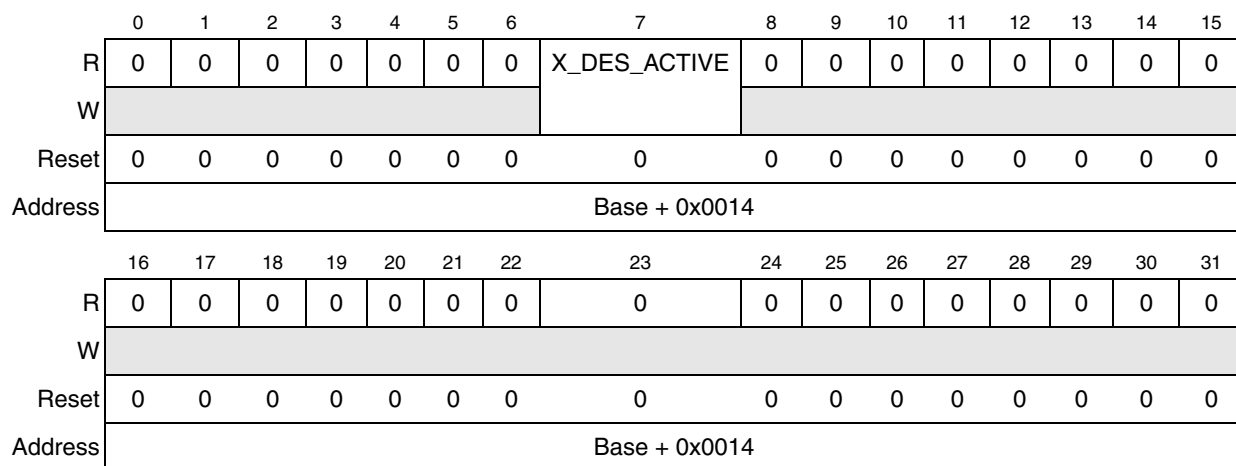 0 1 2 3 4 5 6 7 8 9 10 11 12 13 14 15
R 0 0 0 0 0 0 0 X_DES_ACTIVE 0 0 0 0 0 0 0 0
W
Reset 0 0 0 0 0 0 0 0 0 0 0 0 0 0 0 0
Address Base + 0x0014
16 17 18 19 20 21 22 23 24 25 26 27 28 29 30 31
R 0 0 0 0 0 0 0 0 0 0 0 0 0 0 0 0
W
Reset 0 0 0 0 0 0 0 0 0 0 0 0 0 0 0 0
Address Base + 0x0014